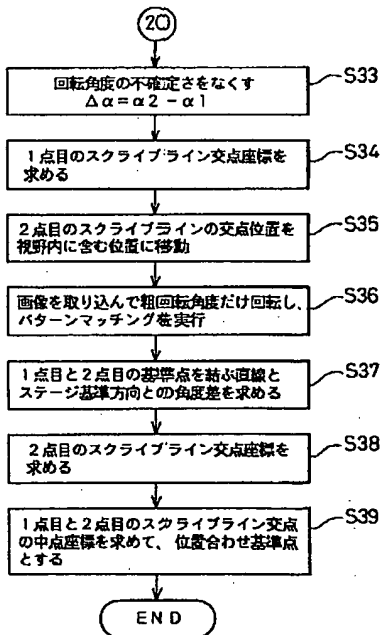 20
回転角度の不確定さをなくす
Δα=α2-α1
S33
1点目のスクライブライン交点座標を
求める
S34
2点目のスクライブラインの交点位置を
視野内に含む位置に移動
S35
画像を取り込んで粗回転角度だけ回転し、
パターンマッチングを実行
S36
1点目と2点目の基準点を結ぶ直線と
ステージ基準方向との角度差を求める
S37
2点目のスクライブライン交点座標を
求める
S38
1点目と2点目のスクライブライン交点
の中点座標を求めて、位置合わせ基準点
とする
S39
END